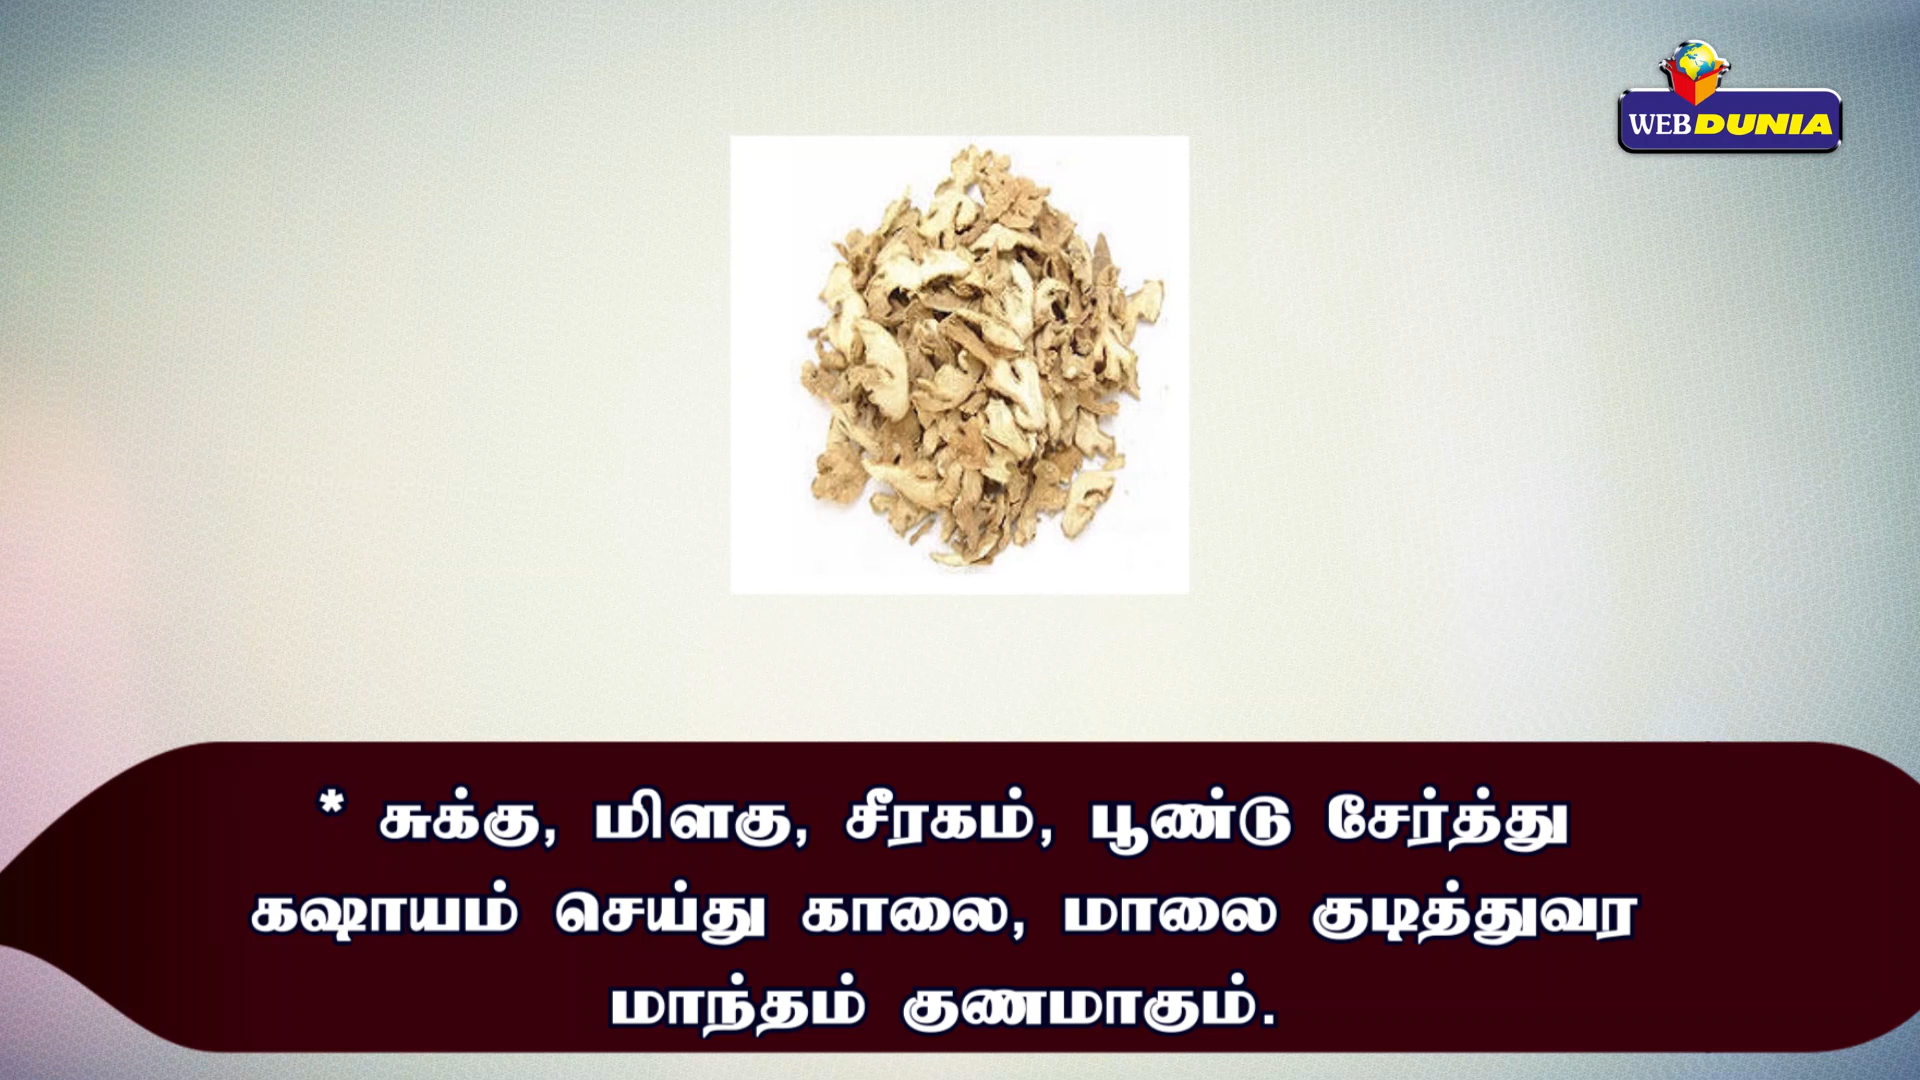 WEBDUNIA
* சுக்கு, மிளகு, சீரகம், பூண்டு சேர்த்து
கஷாயம் செய்து காலை, மாலை குடித்துவர
மாந்தம் குணமாகும்.